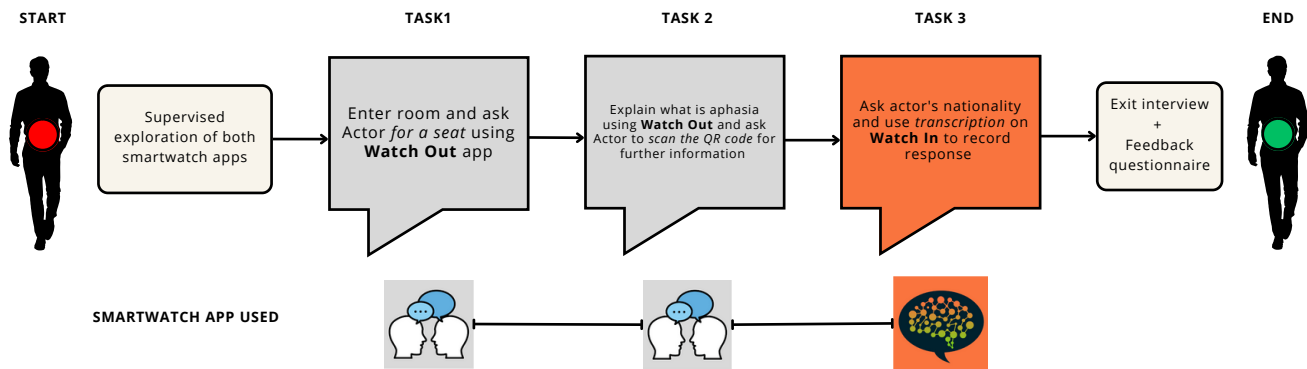 START
TASK1
TASK 2
TASK 3
END
Supervised
exploration of both
smartwatch apps
Enter room and ask
Actor for a seat using
Watch Out app
Explain what is aphasia
using Watch Out and ask
Actor to scan the QR code for
further information
Ask actor's nationality
and use transcription on
Watch In to record
response
Exit interview
+
Feedback
questionnaire
SMARTWATCH APP USED